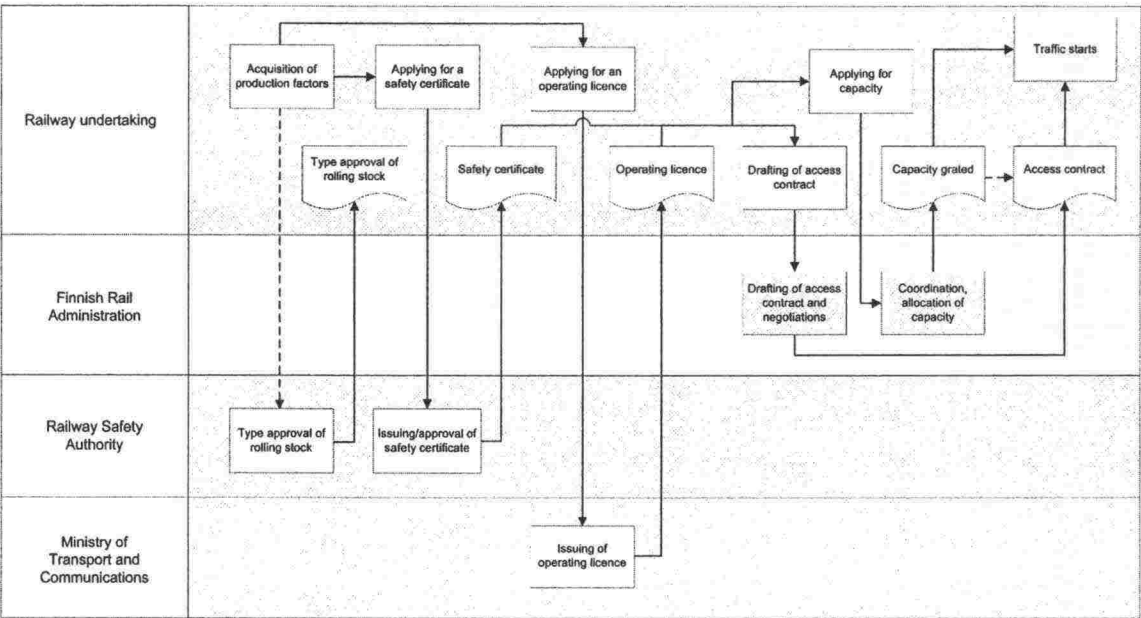 Railway undertaking
Acquisition of
production factors
Applying for a
safety certificate
Applying for an
operating licence
Applying for
capacity
Traffic starts
Type approval of
rolling stock
Safety certificate
Operating licence
Drafting of access
contract
Capacity grated
Access contract
Finnish Rail
Administration
Drafting of access
contract and
negotiations
Coordination,
allocation of
capacity
Railway Safety
Authority
Type approval of
rolling stock
Issuing/approval of
safety certificate
Ministry of
Transport and
Communications
Issuing of
operating licence